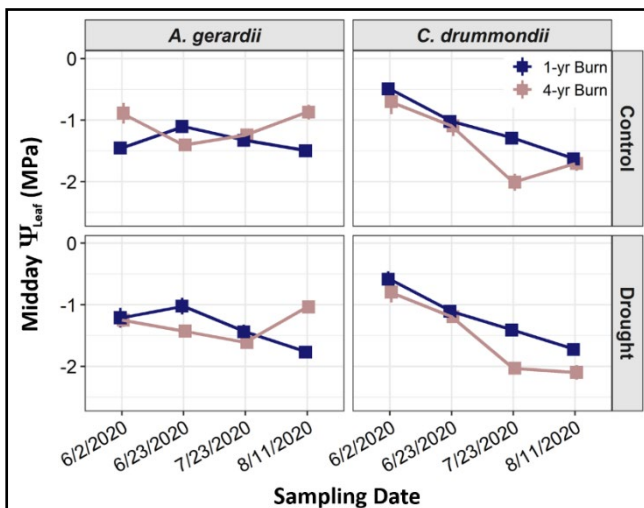 A. gerardii
C. drummondii
1-yr Burn
4-yr Burn
Control
Drought
Midday Ψ Leaf (MPa)
0
-1
-2
0
-1
-2
6/2/2020
6/23/2020
7/23/2020
8/11/2020
6/2/2020
6/23/2020
7/23/2020
8/11/2020
Sampling Date